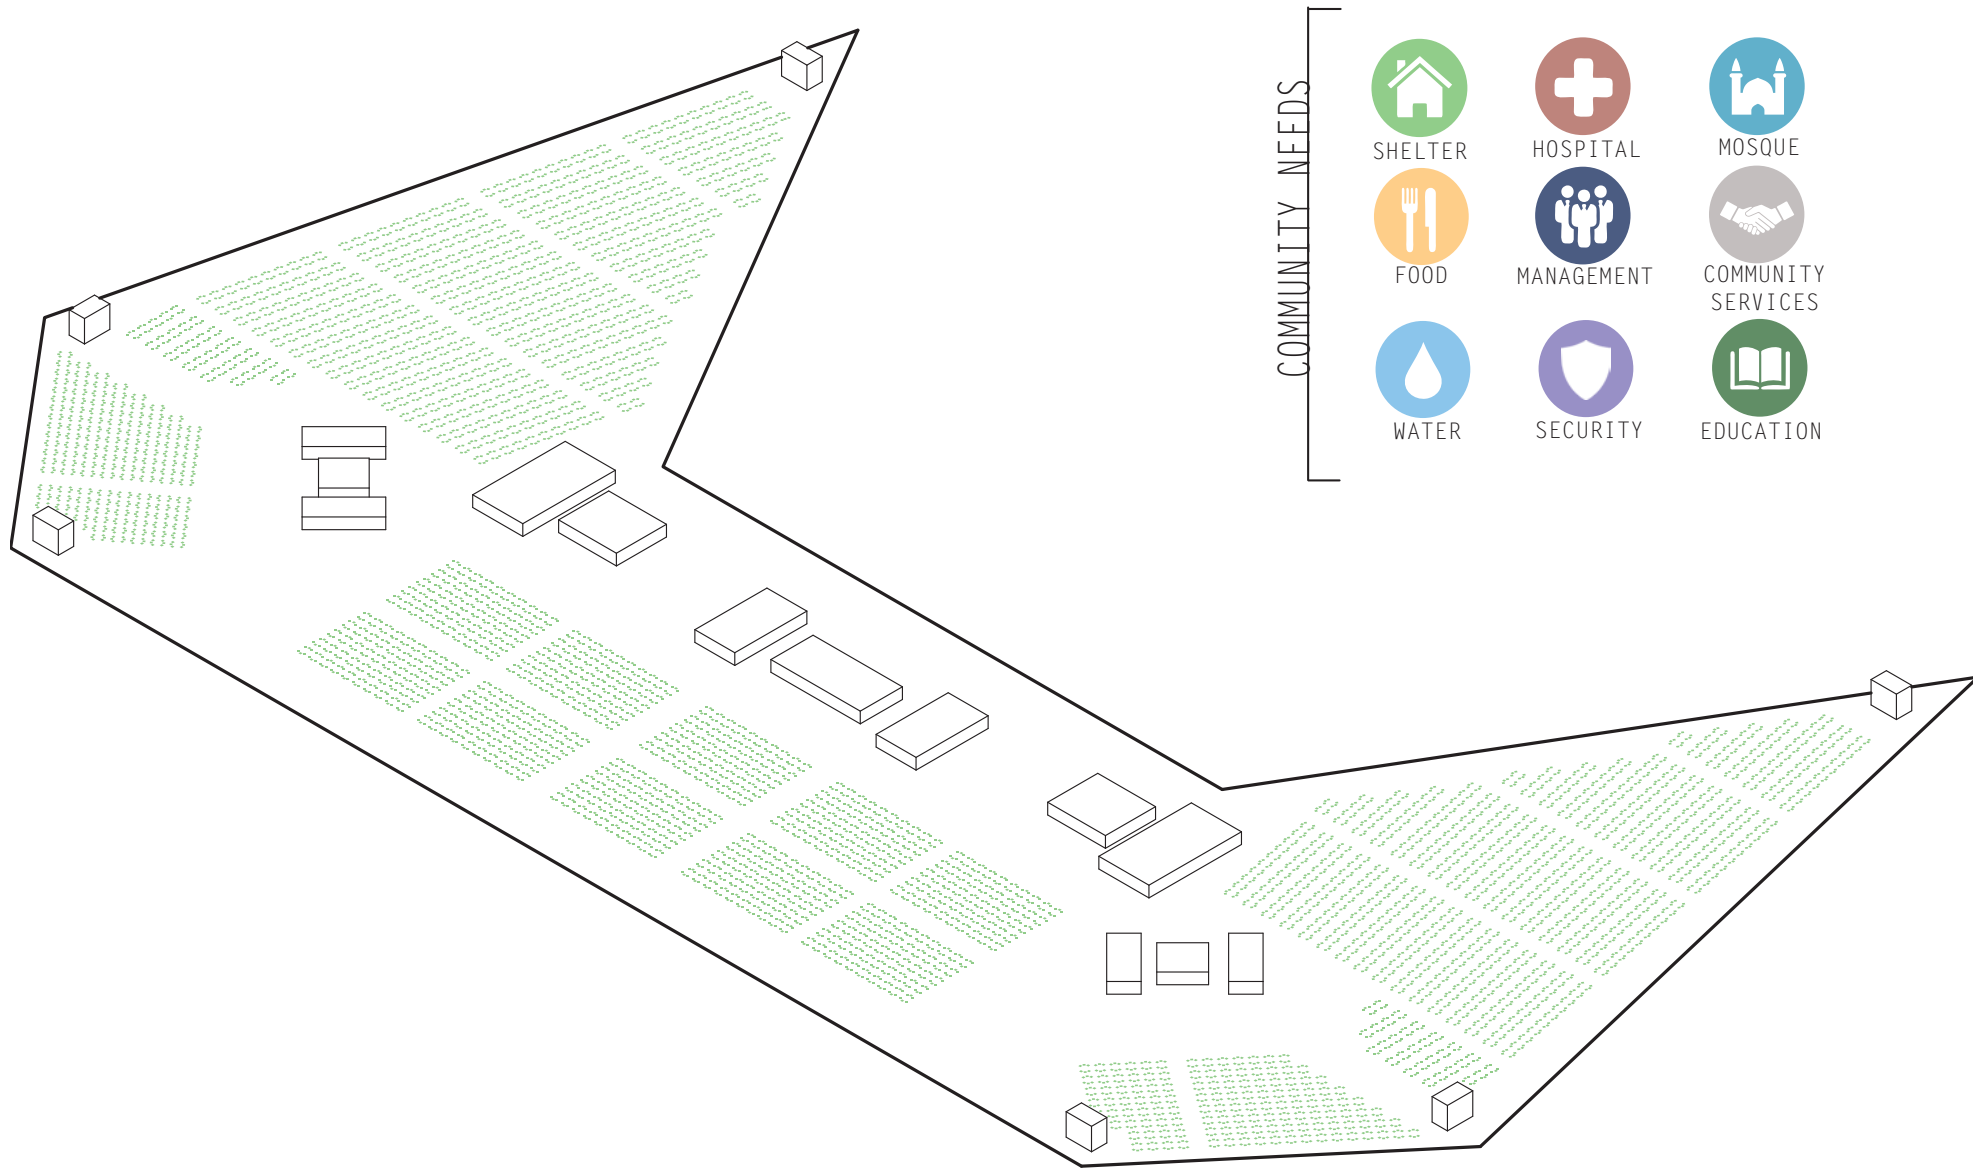 COMMUNITY NEEDS
SHELTER
HOSPITAL
MOSQUE
FOOD
MANAGEMENT
COMMUNITY
SERVICES
WATER
SECURITY
EDUCATION